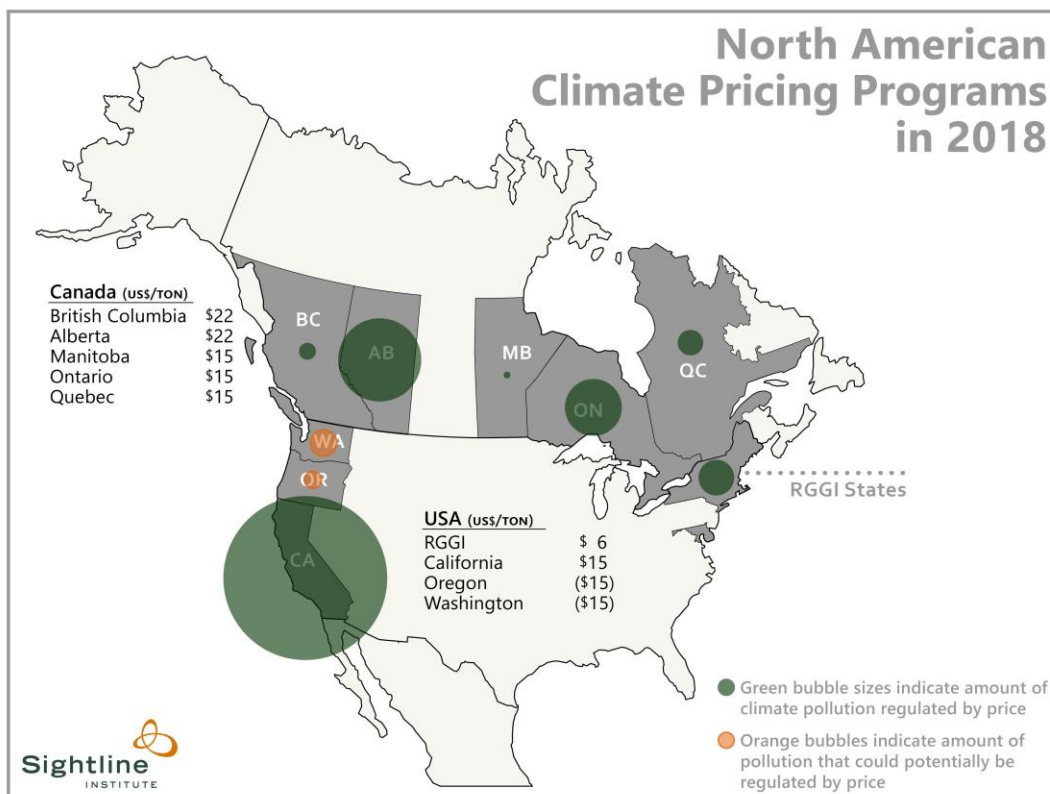 North American
Climate Pricing Programs
in 2018
Canada (US$/TON)
British Columbia $22
Alberta $22
Manitoba $15
Ontario $15
Quebec $15
BC
AB
MB
ON
QC
WA
OR
CA
RGGI States
USA (US$/TON)
RGGI $ 6
California $15
Oregon ($15)
Washington ($15)
Green bubble sizes indicate amount of
climate pollution regulated by price
Orange bubbles indicate amount of
pollution that could potentially be
regulated by price
Sightline
INSTITUTE